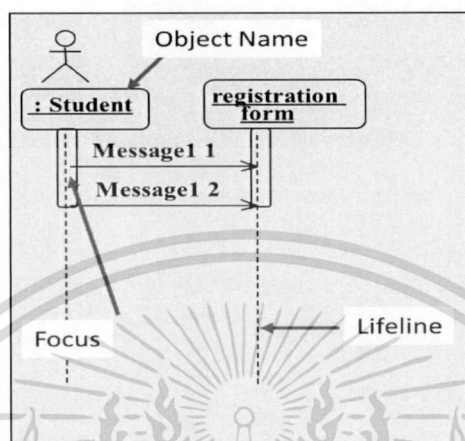 Object Name
: Student
registration
form
Message1 1
Message1 2
Focus
Lifeline